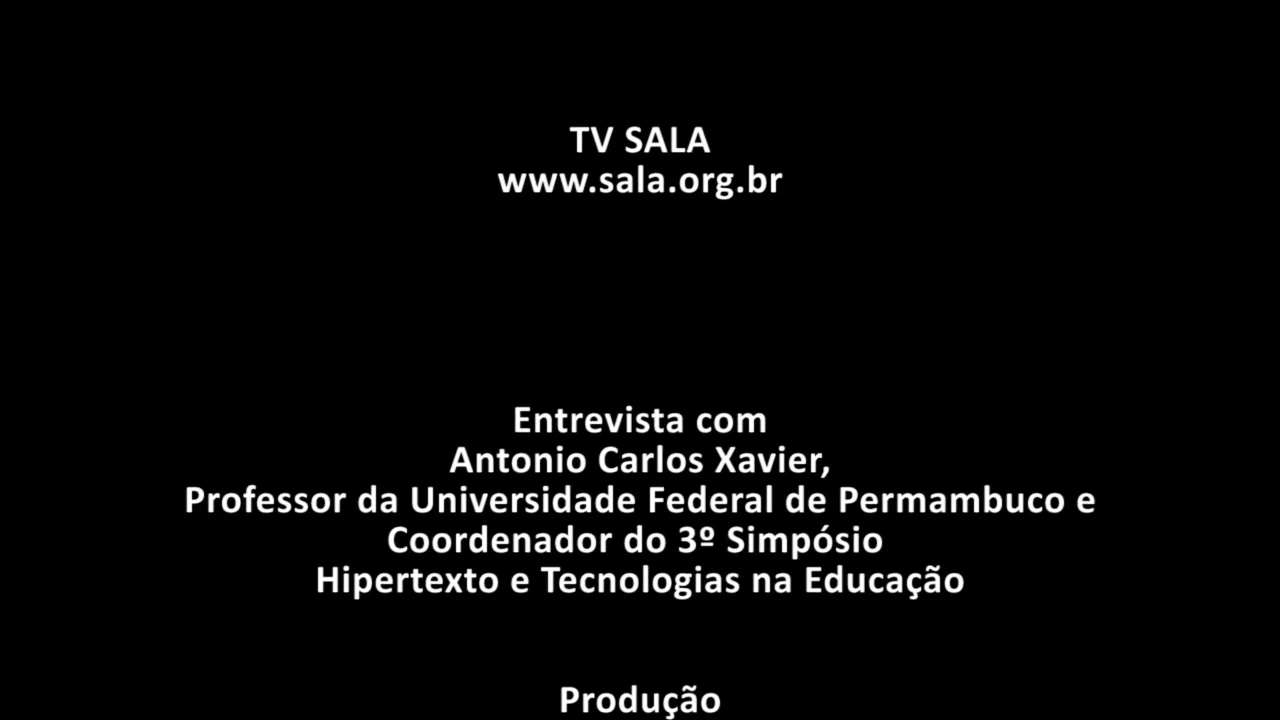 TV SALA
www.sala.org.br
Entrevista com
Antonio Carlos Xavier,
Professor da Universidade Federal de Permambuco e
Coordenador do 3º Simpósio
Hipertexto e Tecnologias na Educação
Produção